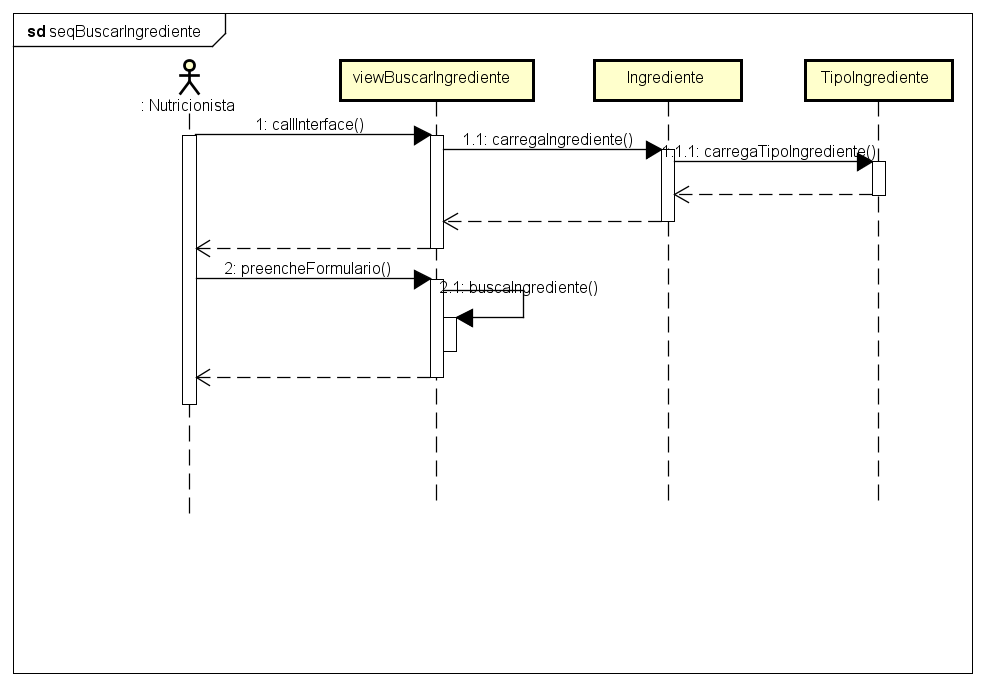 sd seqBuscarIngrediente
: Nutricionista
viewBuscarIngrediente
Ingrediente
TipoIngrediente
1: callInterface()
1.1: carregaIngrediente()
1.1.1: carregaTipoIngrediente()
2: preencheFormulario()
2.1: buscaIngrediente()